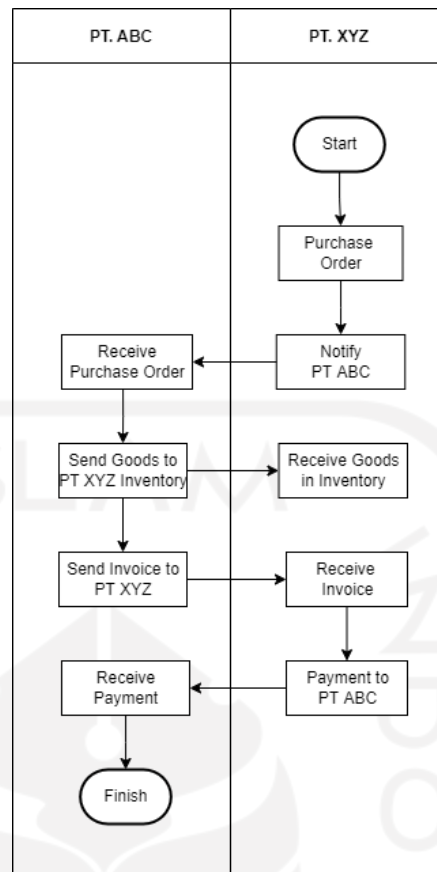 PT. ABC
PT. XYZ
Start
Purchase
Order
Notify
PT ABC
Receive
Purchase Order
Send Goods to
PT XYZ Inventory
Receive Goods
in Inventory
Send Invoice to
PT XYZ
Receive
Invoice
Payment to
PT ABC
Receive
Payment
Finish